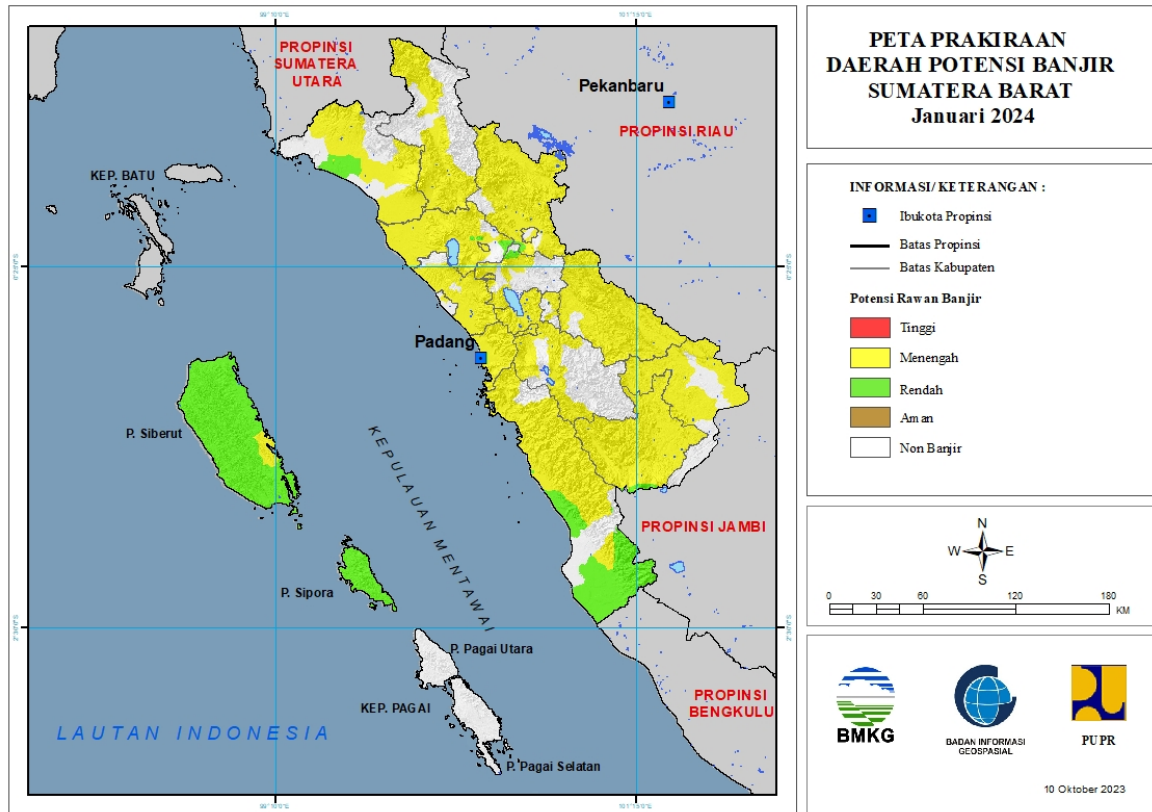 PROPINSI
SUMATERA
UTARA
Pekanbaru
PROPINSI RIAU
KEP. BATU
Padang
P. Siberut
KEPULAUAN MENTAWAI
PROPINSI JAMBI
P. Sipora
P. Pagai Utara
KEP. PAGAI
PROPINSI
BENGKULU
LAUTAN INDONESIA
P. Pagai Selatan
PETA PRAKIRAAN
DAERAH POTENSI BANJIR
SUMATERA BARAT
Januari 2024
INFORMASI/ KETERANGAN :
Ibukota Propinsi
Batas Propinsi
Batas Kabupaten
Potensi Rawan Banjir
Tinggi
Menengah
Rendah
Aman
Non Banjir
N
W E
S
0 30 60 120 180
KM
BMKG
BADAN INFORMASI
GEOSPASIAL
PUPR
10 Oktober 2023